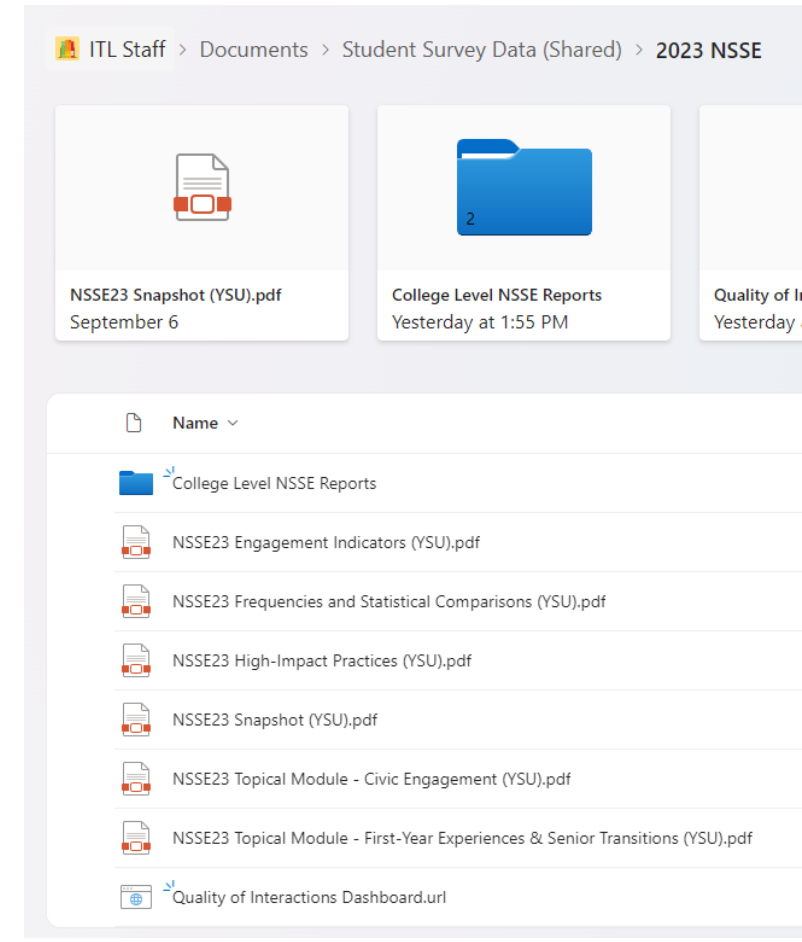 ITL Staff > Documents > Student Survey Data (Shared) > 2023 NSSE
2
NSSE23 Snapshot (YSU).pdf
September 6
College Level NSSE Reports
Yesterday at 1:55 PM
Quality of
Yesterday
Name
College Level NSSE Reports
NSSE23 Engagement Indicators (YSU).pdf
NSSE23 Frequencies and Statistical Comparisons (YSU).pdf
NSSE23 High-Impact Practices (YSU).pdf
NSSE23 Snapshot (YSU).pdf
NSSE23 Topical Module - Civic Engagement (YSU).pdf
NSSE23 Topical Module - First-Year Experiences & Senior Transitions (YSU).pdf
Quality of Interactions Dashboard.url